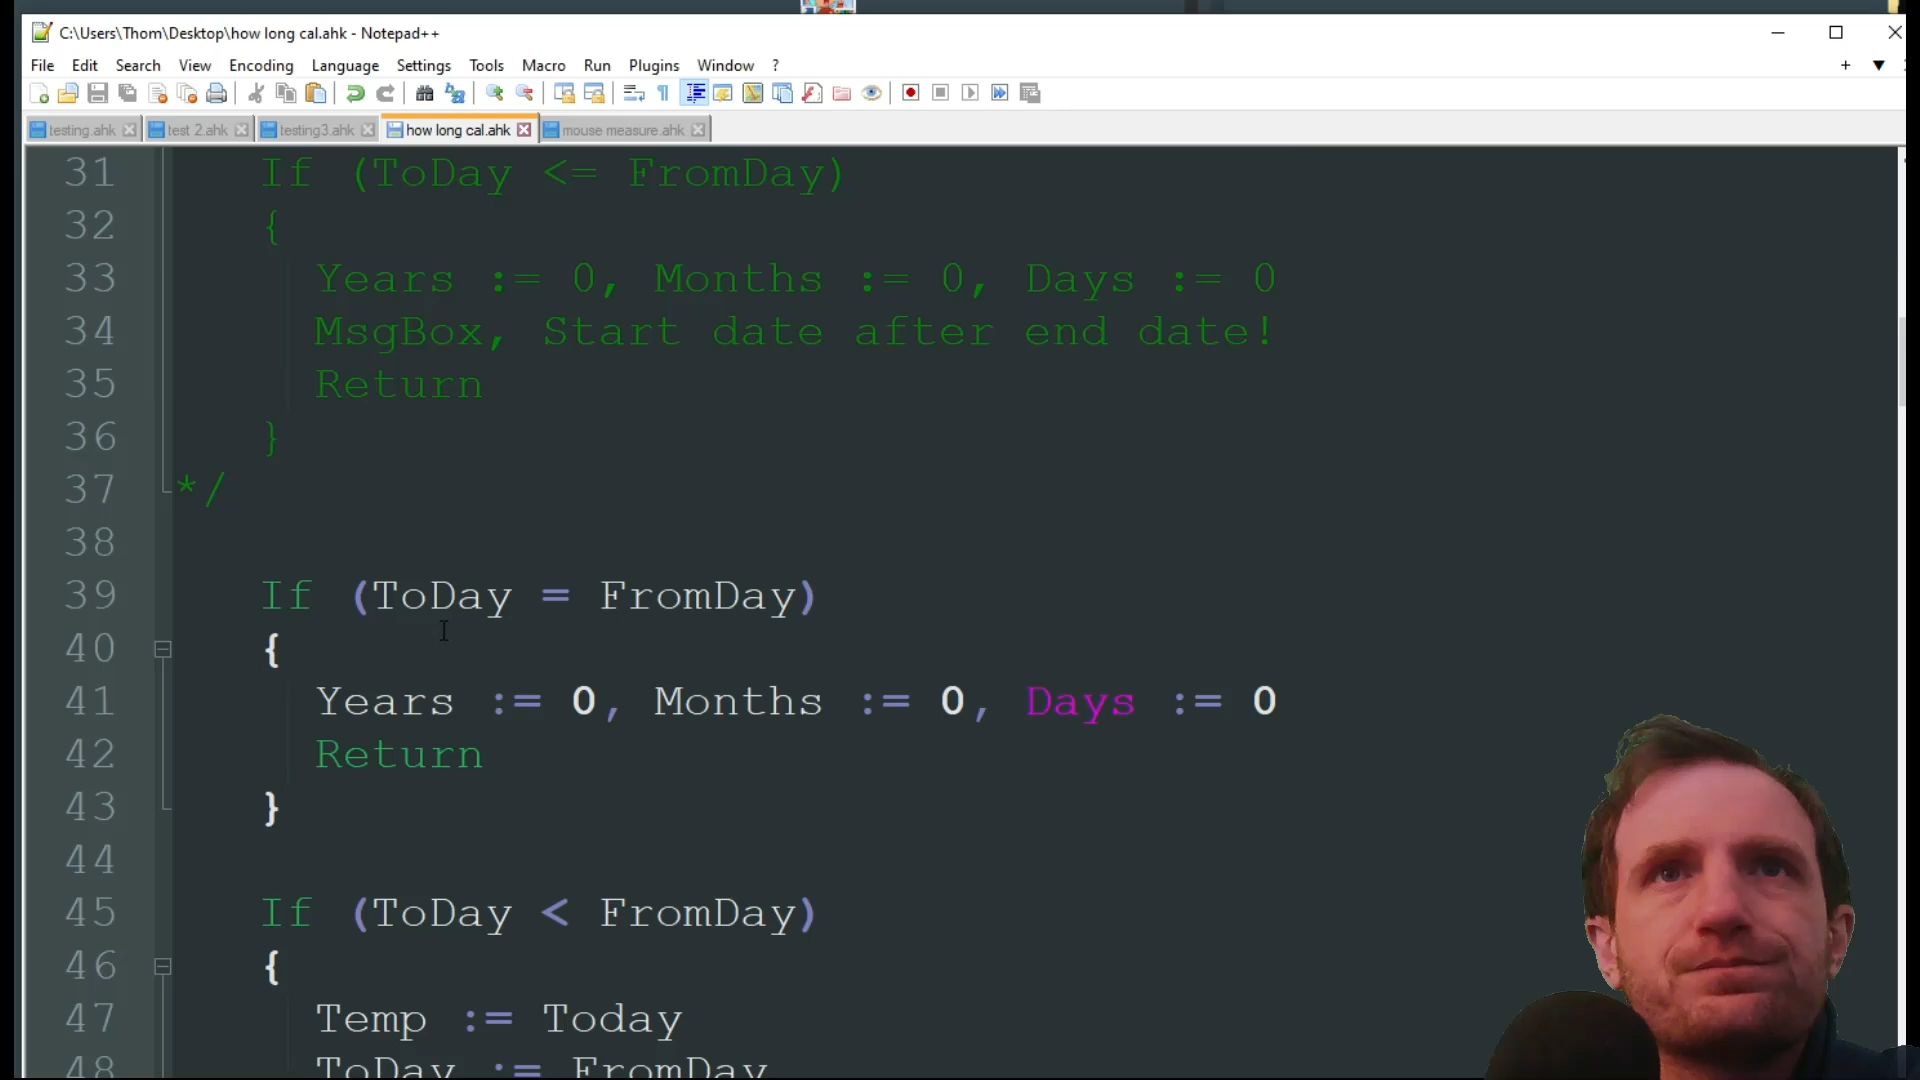 C:\Users\Thom\Desktop\how long cal.ahk - Notepad++
File Edit Search View Encoding Language Settings Tools Macro Run Plugins Window ?
testing.ahk test 2.ahk testing3.ahk how long cal.ahk mouse measure.ahk
31 If (ToDay <= FromDay)
32 {
33 Years := 0, Months := 0, Days := 0
34 MsgBox, Start date after end date!
35 Return
36 }
37 */
38
39 If (ToDay = FromDay)
40 {
41 Years := 0, Months := 0, Days := 0
42 Return
43 }
44
45 If (ToDay < FromDay)
46 {
47 Temp := Today
48 ToDay := FromDay